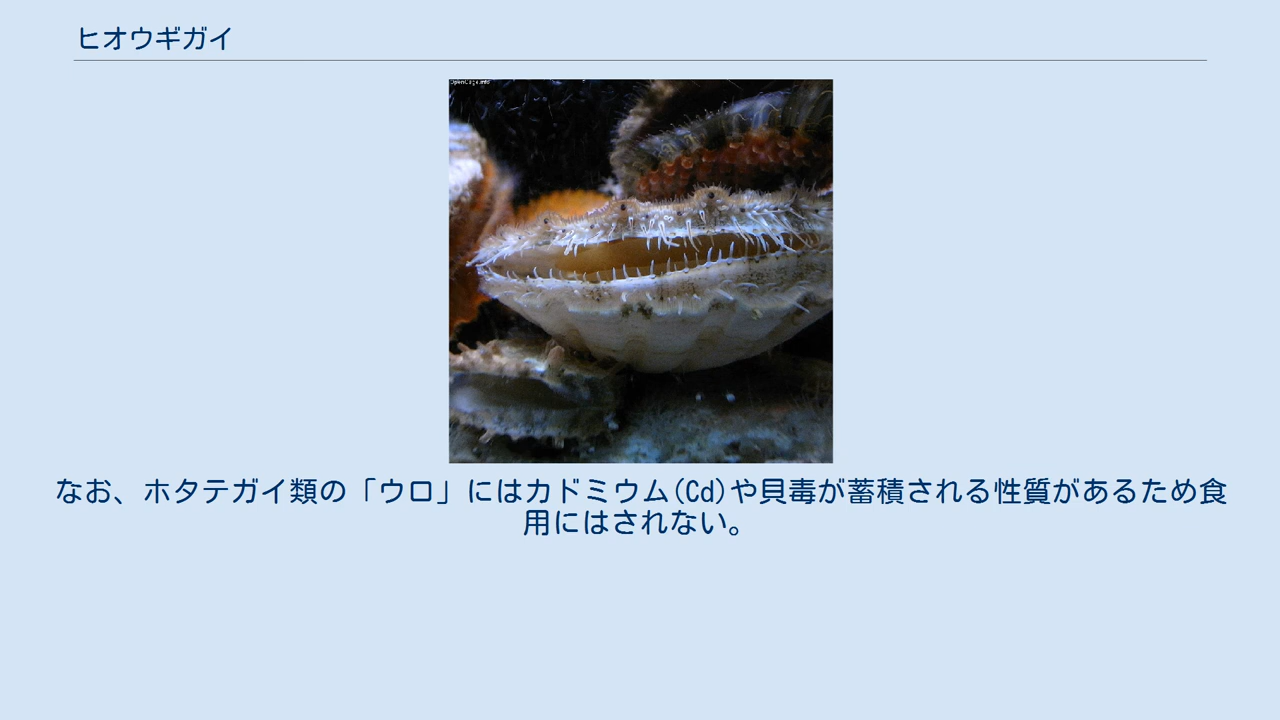 ヒオウギガイ
OpenCage.info
なお、ホタテガイ類の「ウロ」にはカドミウム(Cd)や貝毒が蓄積される性質があるため食
用にはされない。